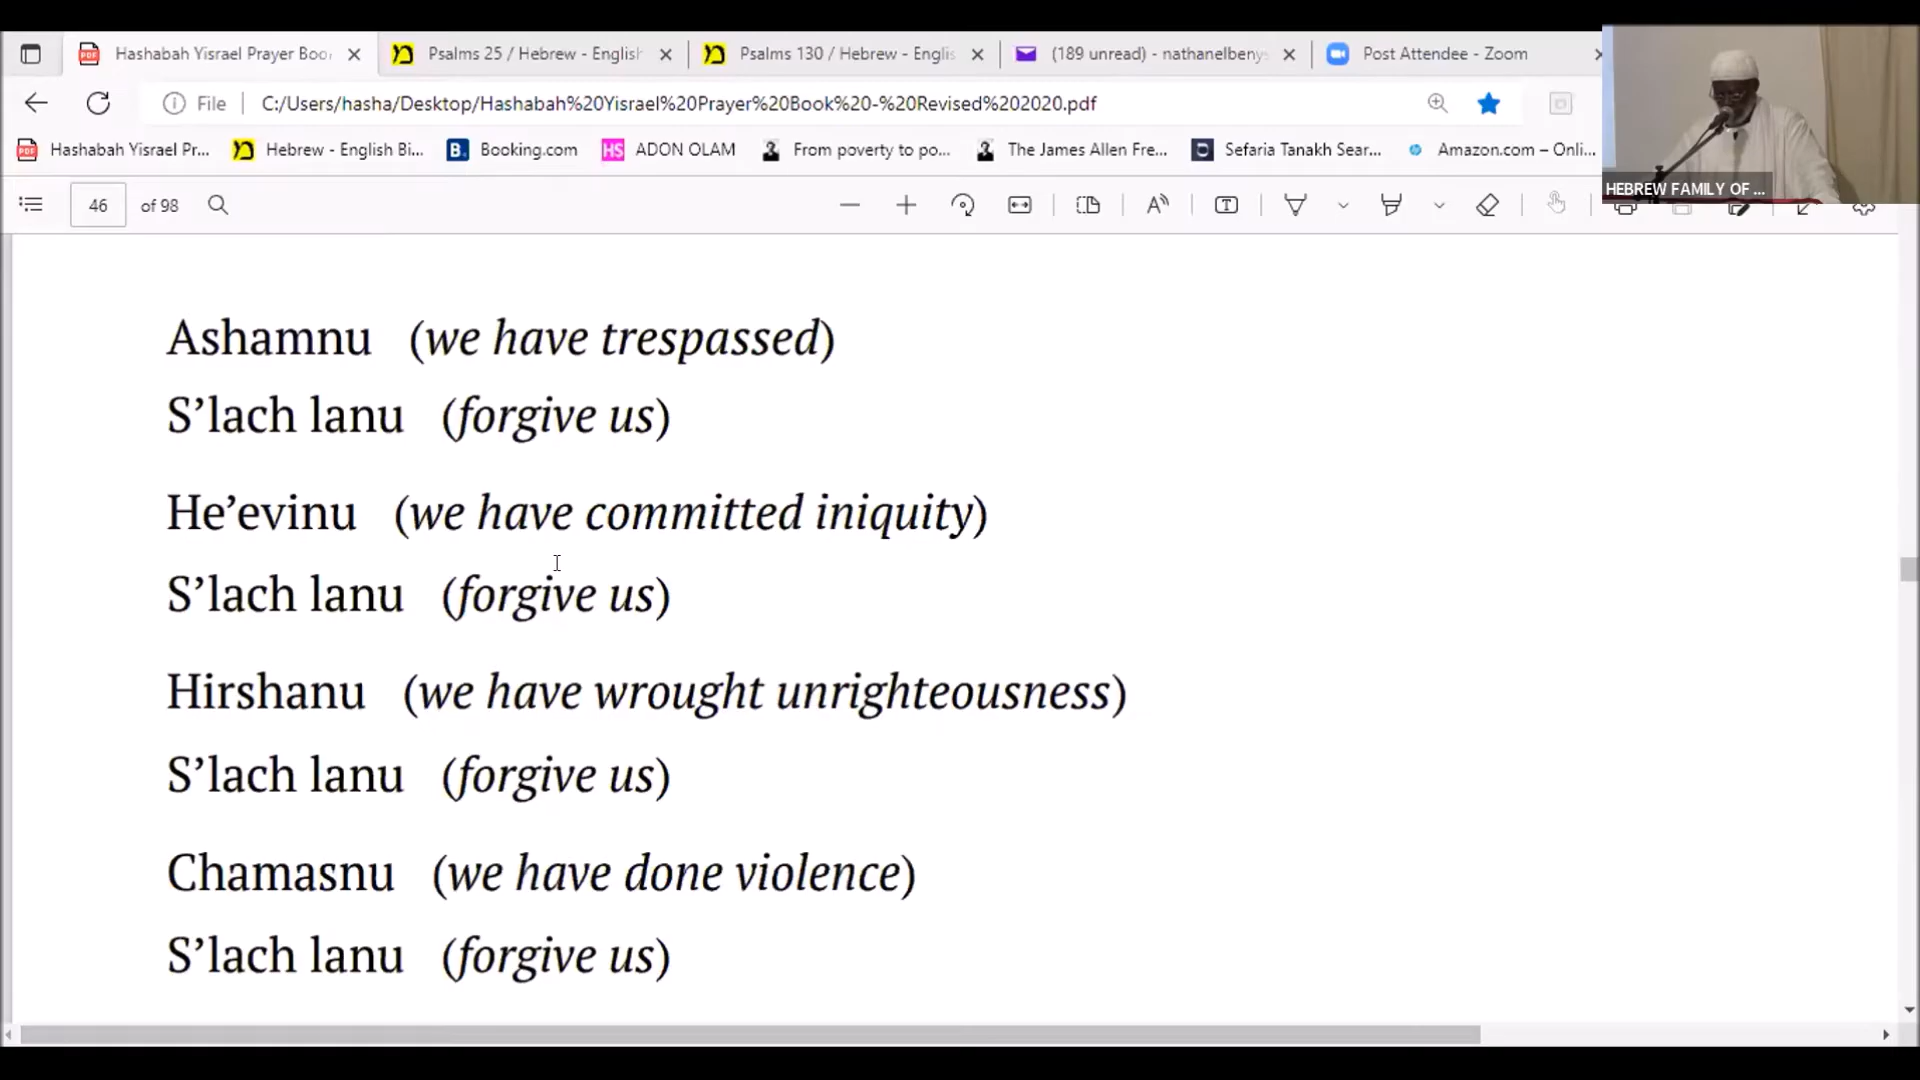 Hashabah Yisrael Prayer Boo
Psalms 25 / Hebrew - English
Psalms 130 / Hebrew - Englis
(189 unread) - nathanelbenys
Post Attendee - Zoom
File
C:/Users/hasha/Desktop/Hashabah%20Yisrael%20Prayer%20Book%20-%20Revised%202020.pdf
Hashabah Yisrael Pr...
Hebrew - English Bi...
B. Booking.com
HS ADON OLAM
From poverty to po...
The James Allen Fre...
Sefaria Tanakh Sear...
Amazon.com – Onli...
HEBREW FAMILY OF ...
46 of 98
Ashamnu (we have trespassed)
S’lach lanu (forgive us)
He’evinu (we have committed iniquity)
S’lach lanu (forgive us)
Hirshanu (we have wrought unrighteousness)
S’lach lanu (forgive us)
Chamasnu (we have done violence)
S’lach lanu (forgive us)